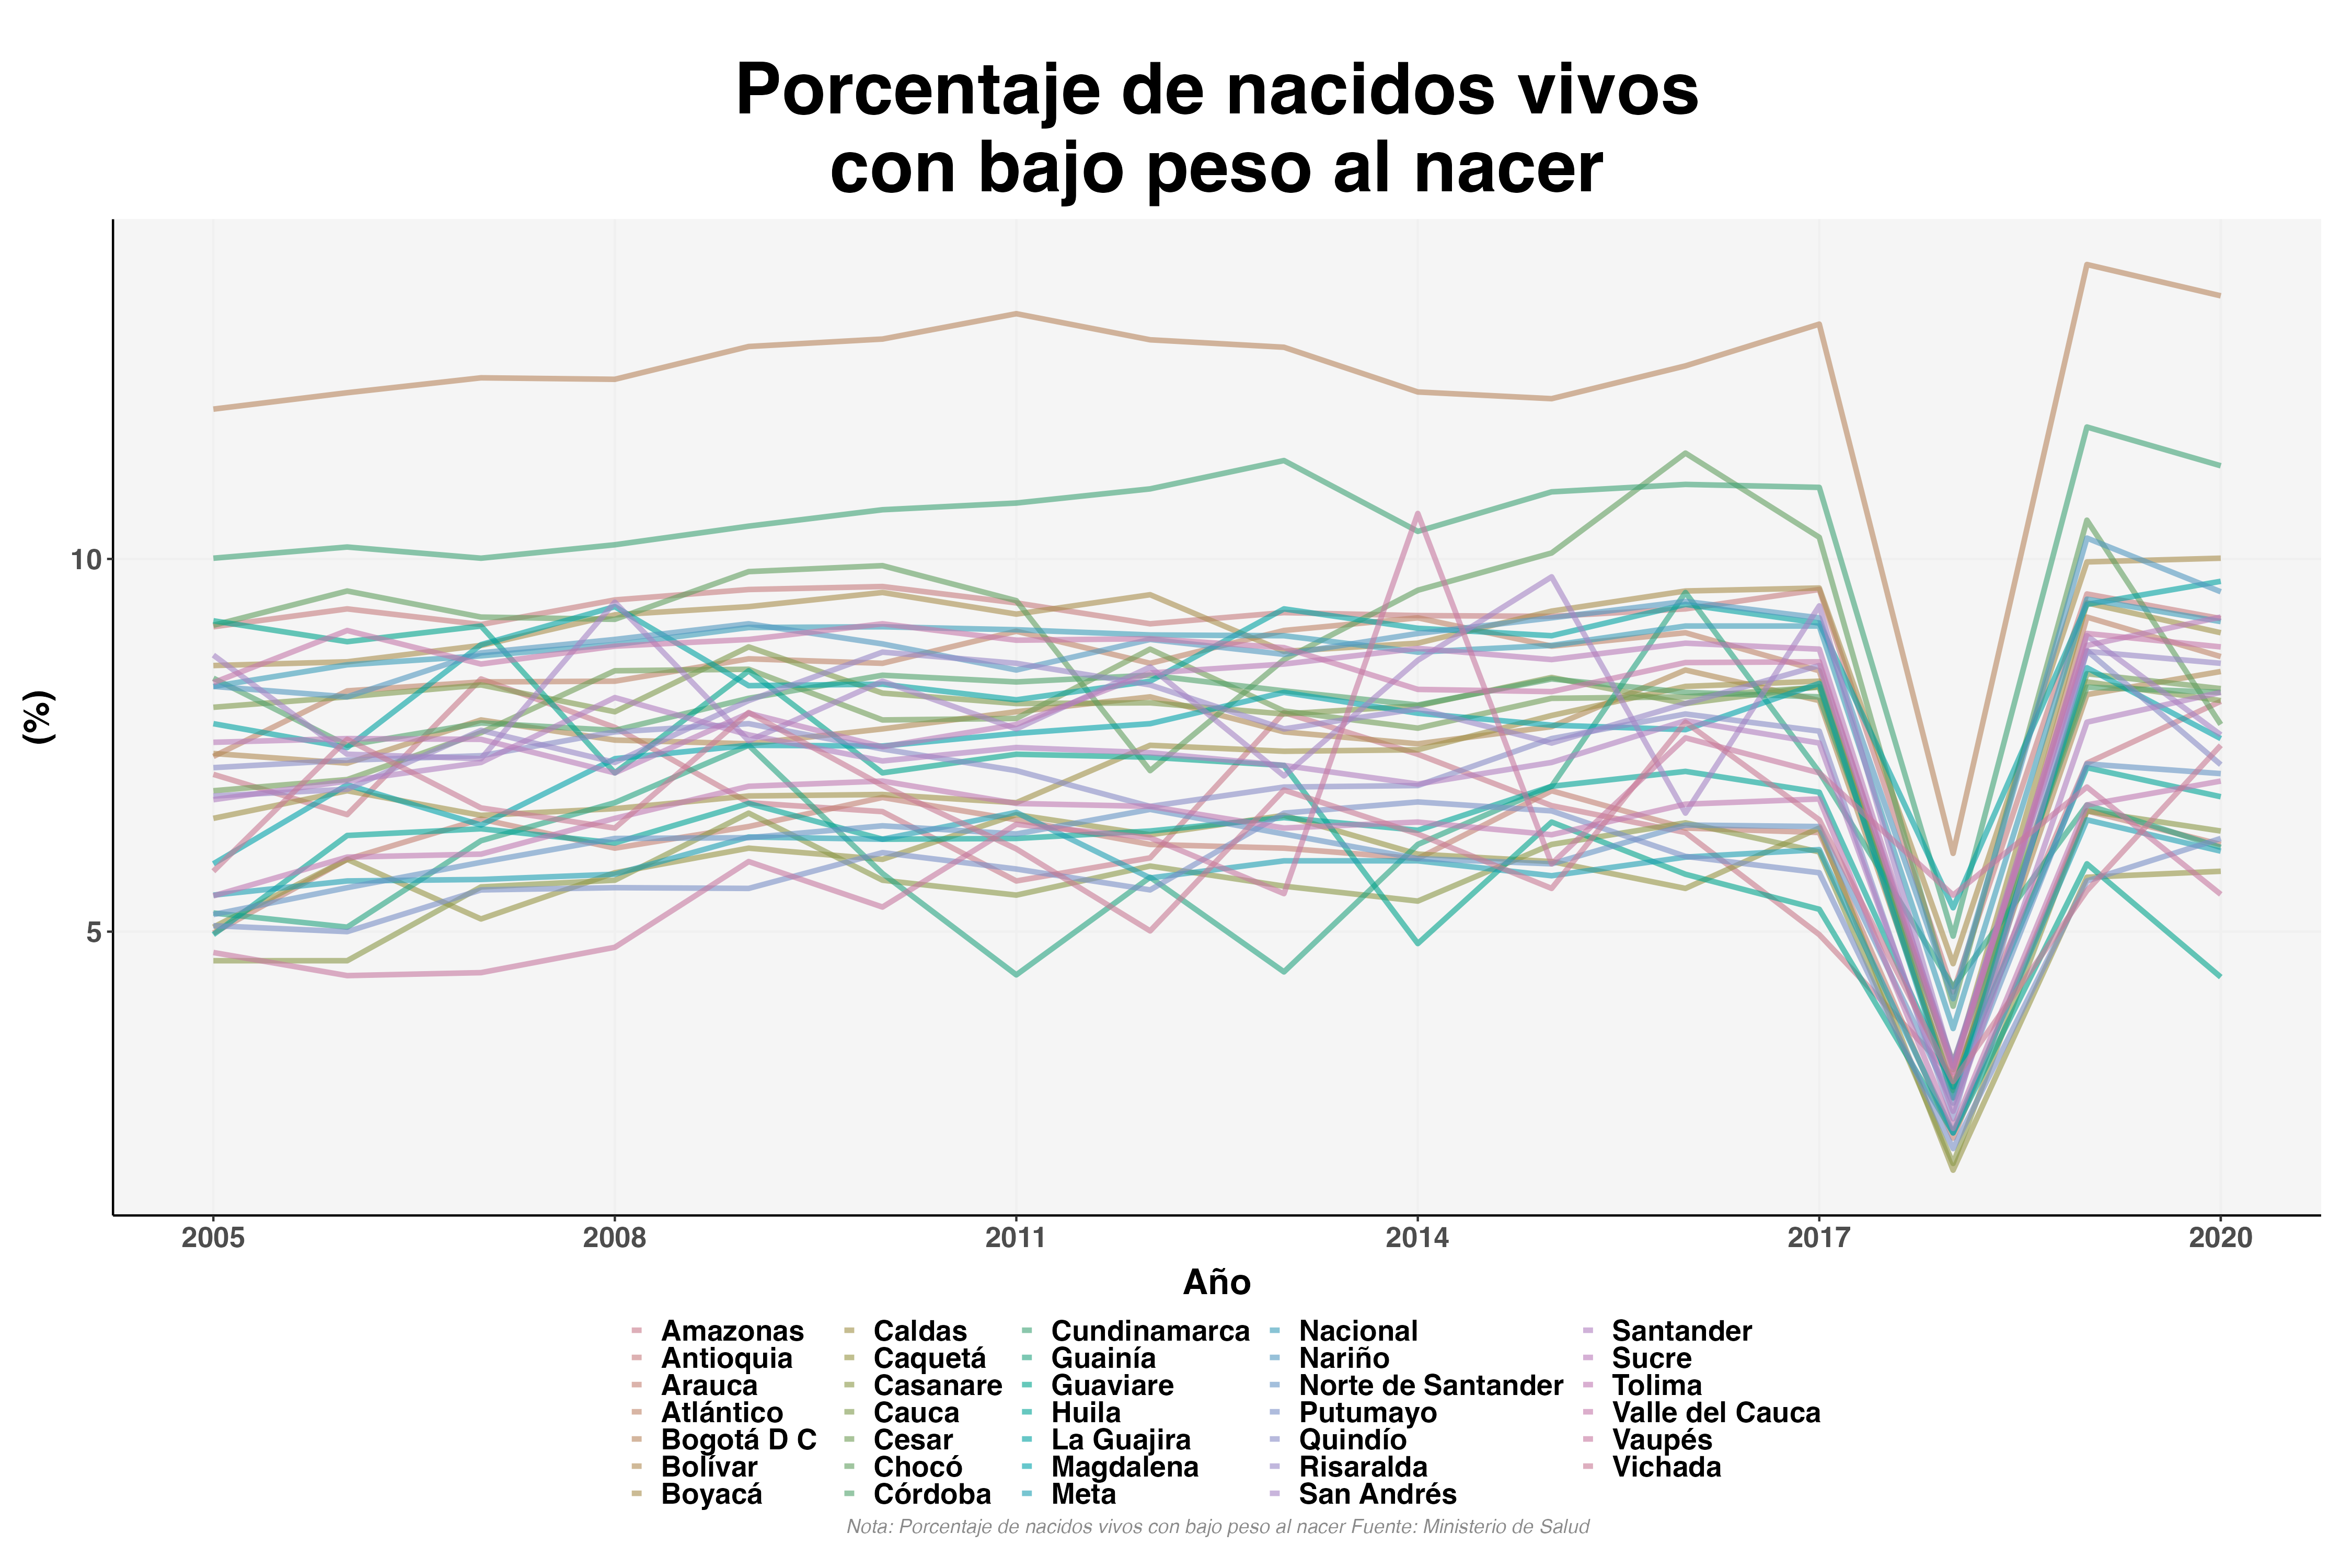 Porcentaje de nacidos vivos
con bajo peso al nacer
(%)
10
5
2005 2008 2011 2014 2017 2020
Año
Amazonas Caldas Cundinamarca Nacional Santander
Antioquia Caquetá Guainía Nariño Sucre
Arauca Casanare Guaviare Norte de Santander Tolima
Atlántico Cauca Huila Putumayo Valle del Cauca
Bogotá D C Cesar La Guajira Quindío Vaupés
Bolívar Chocó Magdalena Risaralda Vichada
Boyacá Córdoba Meta San Andrés
Nota: Porcentaje de nacidos vivos con bajo peso al nacer Fuente: Ministerio de Salud